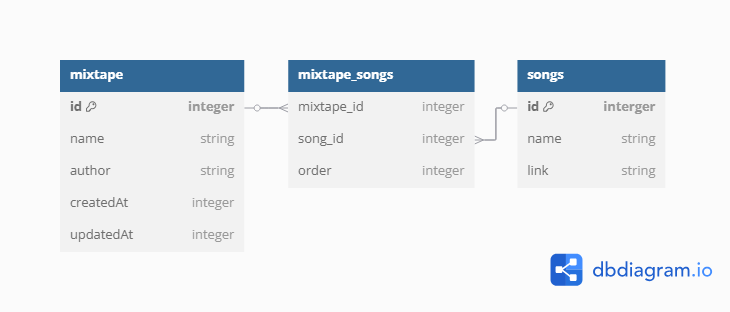 mixtape
id integer
name string
author string
createdAt integer
updatedAt integer
mixtape_songs
mixtape_id integer
song_id integer
order integer
songs
id interger
name string
link string
dbdiagram.io